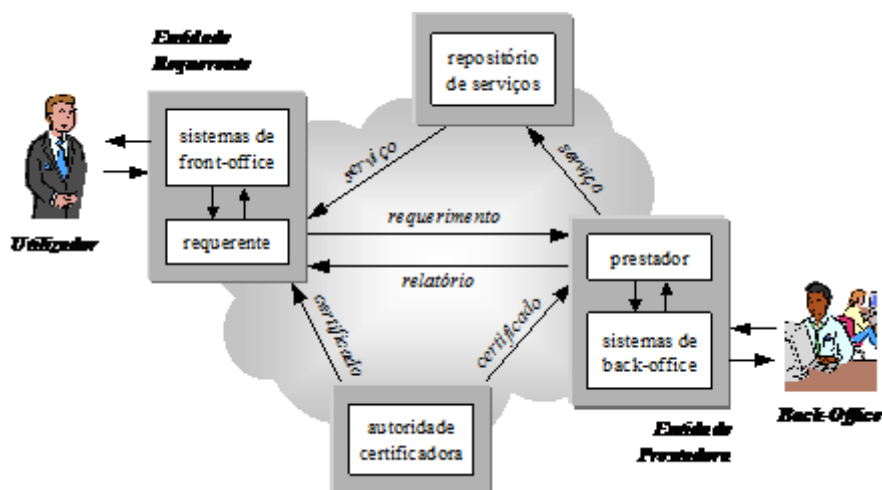 Entidade
Requerente
repositório
de serviços
sistemas de
front-office
serviço
serviço
requerimento
requerente
Utilizador
prestador
relatório
certificado
certificado
sistemas de
back-office
autoridade
certificadora
Back-Office
Entidade
Prestadora